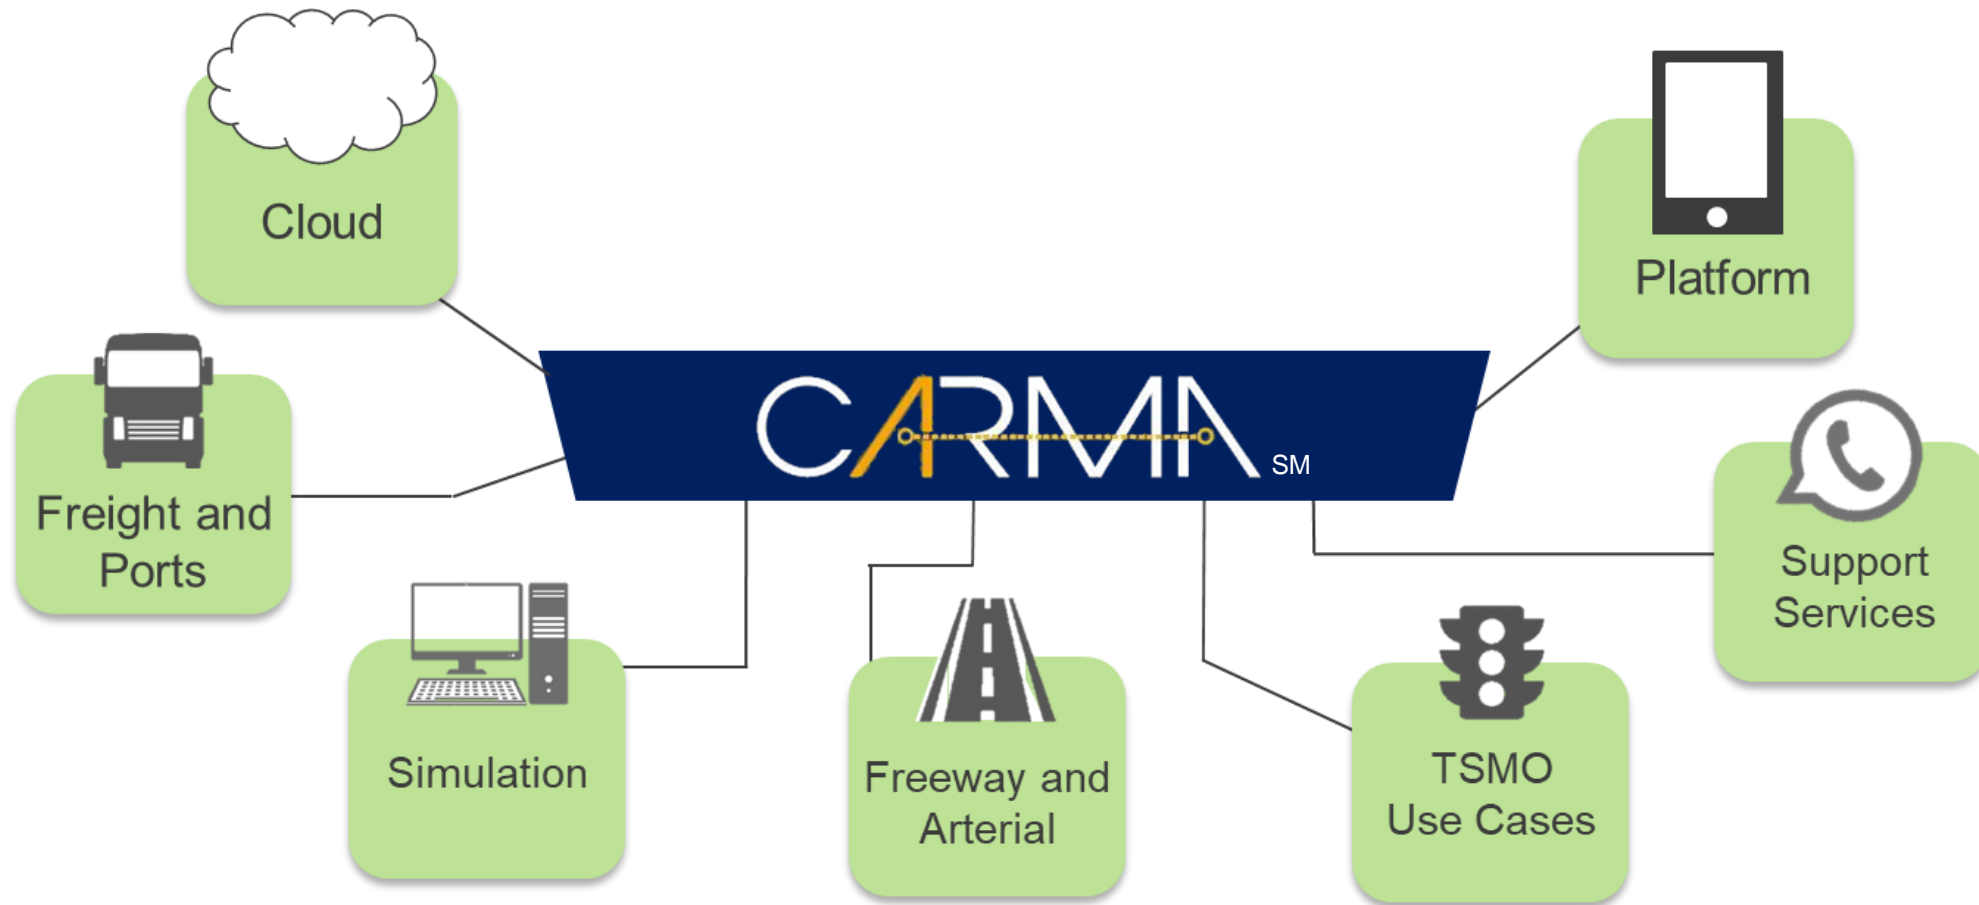 Cloud
Platform
CARMA SM
Freight and
Ports
Support
Services
Simulation
Freeway and
Arterial
TSMO
Use Cases